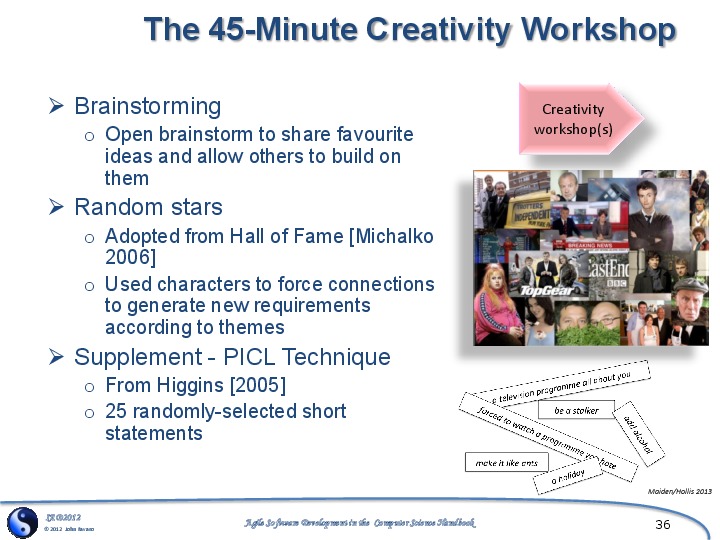 The 45-Minute Creativity Workshop
Brainstorming
o Open brainstorm to share favourite
ideas and allow others to build on
them
Random stars
o Adopted from Hall of Fame [Michalko
2006]
o Used characters to force connections
to generate new requirements
according to themes
Supplement - PICL Technique
o From Higgins [2005]
o 25 randomly-selected short
statements
Creativity
workshop(s)
TROTTERS
INDEPENDENT
BREAKING NEWS
EastEnd
BBC
TopGear
a television programme all about you
be a stalker
forced to watch a programme you hate
add alcohol
make it like ants
a holiday
Maiden/Hollis 2013
© 2012 John Favaro
Agile Software Development in the Computer Science Handbook
36